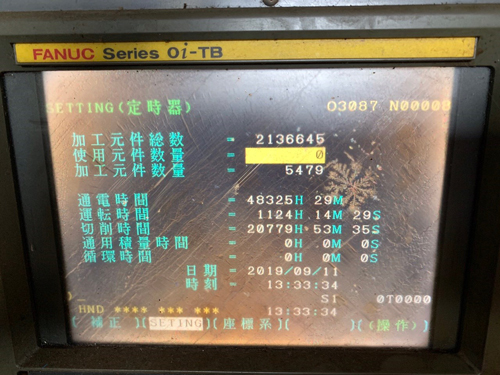 FANUC Series 0i-TB
SETTING(定時器) O3087 N00008
加工元件総数 = 2136645
使用元件数量 = 0
加工元件数量 = 5479
通電時間 = 48325H 29M
運転時間 = 1124H 14M 29S
切削時間 = 20779H 53M 35S
通用積量時間 = 0H 0M 0S
循環時間 = 0H 0M 0S
日期 = 2019/09/11
時刻 = 13:33:34
S1 0T0000
HND **** *** *** 13:33:34
( 補正 )(SETING)(座標系)( )((操作))